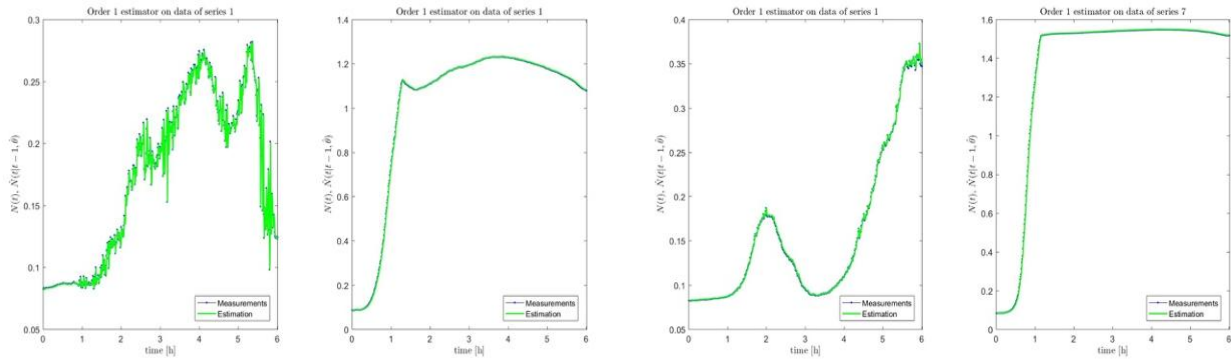 Order 1 estimator on data of series 1
0.3
0.25
0.2
0.15
0.1
0.05
N(t), N̂(t|t − 1, θ̂)
0 1 2 3 4 5 6
time [h]
Measurements
Estimation
Order 1 estimator on data of series 1
1.4
1.2
1
0.8
0.6
0.4
0.2
0
N(t), N̂(t|t − 1, θ̂)
0 1 2 3 4 5 6
time [h]
Measurements
Estimation
Order 1 estimator on data of series 1
0.4
0.35
0.3
0.25
0.2
0.15
0.1
0.05
N(t), N̂(t|t − 1, θ̂)
0 1 2 3 4 5 6
time [h]
Measurements
Estimation
Order 1 estimator on data of series 7
1.6
1.4
1.2
1
0.8
0.6
0.4
0.2
0
N(t), N̂(t|t − 1, θ̂)
0 1 2 3 4 5 6
time [h]
Measurements
Estimation